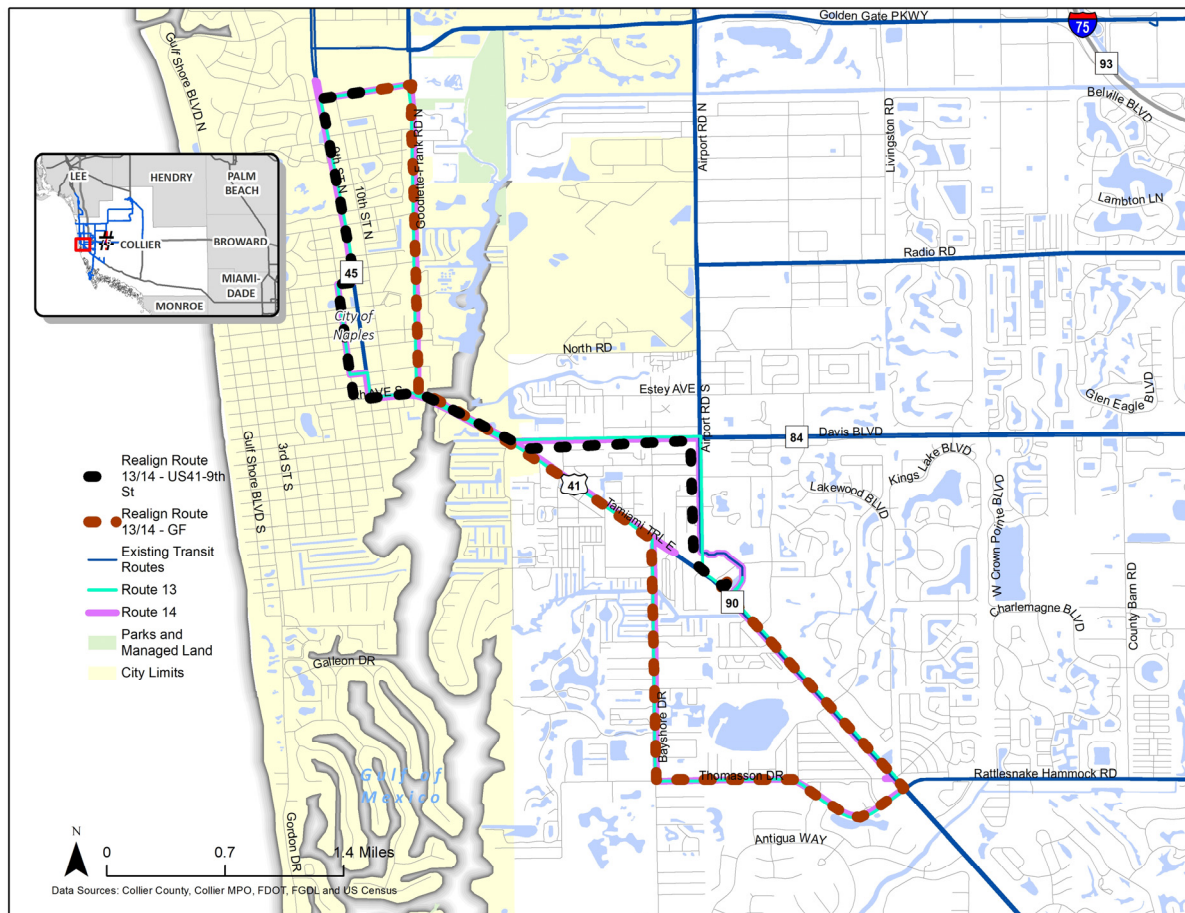 Golden Gate PKWY
75
93
Belville BLVD
Gulf Shore BLVD N
Goodlette-Frank RD N
Airport RD N
Livingston RD
9th ST N
10th ST N
Lambton LN
LEE
HENDRY
PALM
BEACH
COLLIER
BROWARD
MIAMI-
DADE
MONROE
Radio RD
45
City of
Naples
North RD
Estey AVE S
AVE S
Airport RD S
Glen Eagle BLVD
84
Davis BLVD
3rd ST S
Gulf Shore BLVD S
Kings Lake BLVD
Lakewood BLVD
W Crown Pointe BLVD
County Barn RD
41
Tamiami TRL E
90
Charlemagne BLVD
Realign Route
13/14 - US41-9th
St
Realign Route
13/14 - GF
Existing Transit
Routes
Route 13
Route 14
Parks and
Managed Land
City Limits
Galleon DR
Bayshore DR
Thomasson DR
Rattlesnake Hammock RD
Gulf of
Mexico
Gordon DR
Antigua WAY
N
0 0.7 1.4 Miles
Data Sources: Collier County, Collier MPO, FDOT, FGDL and US Census